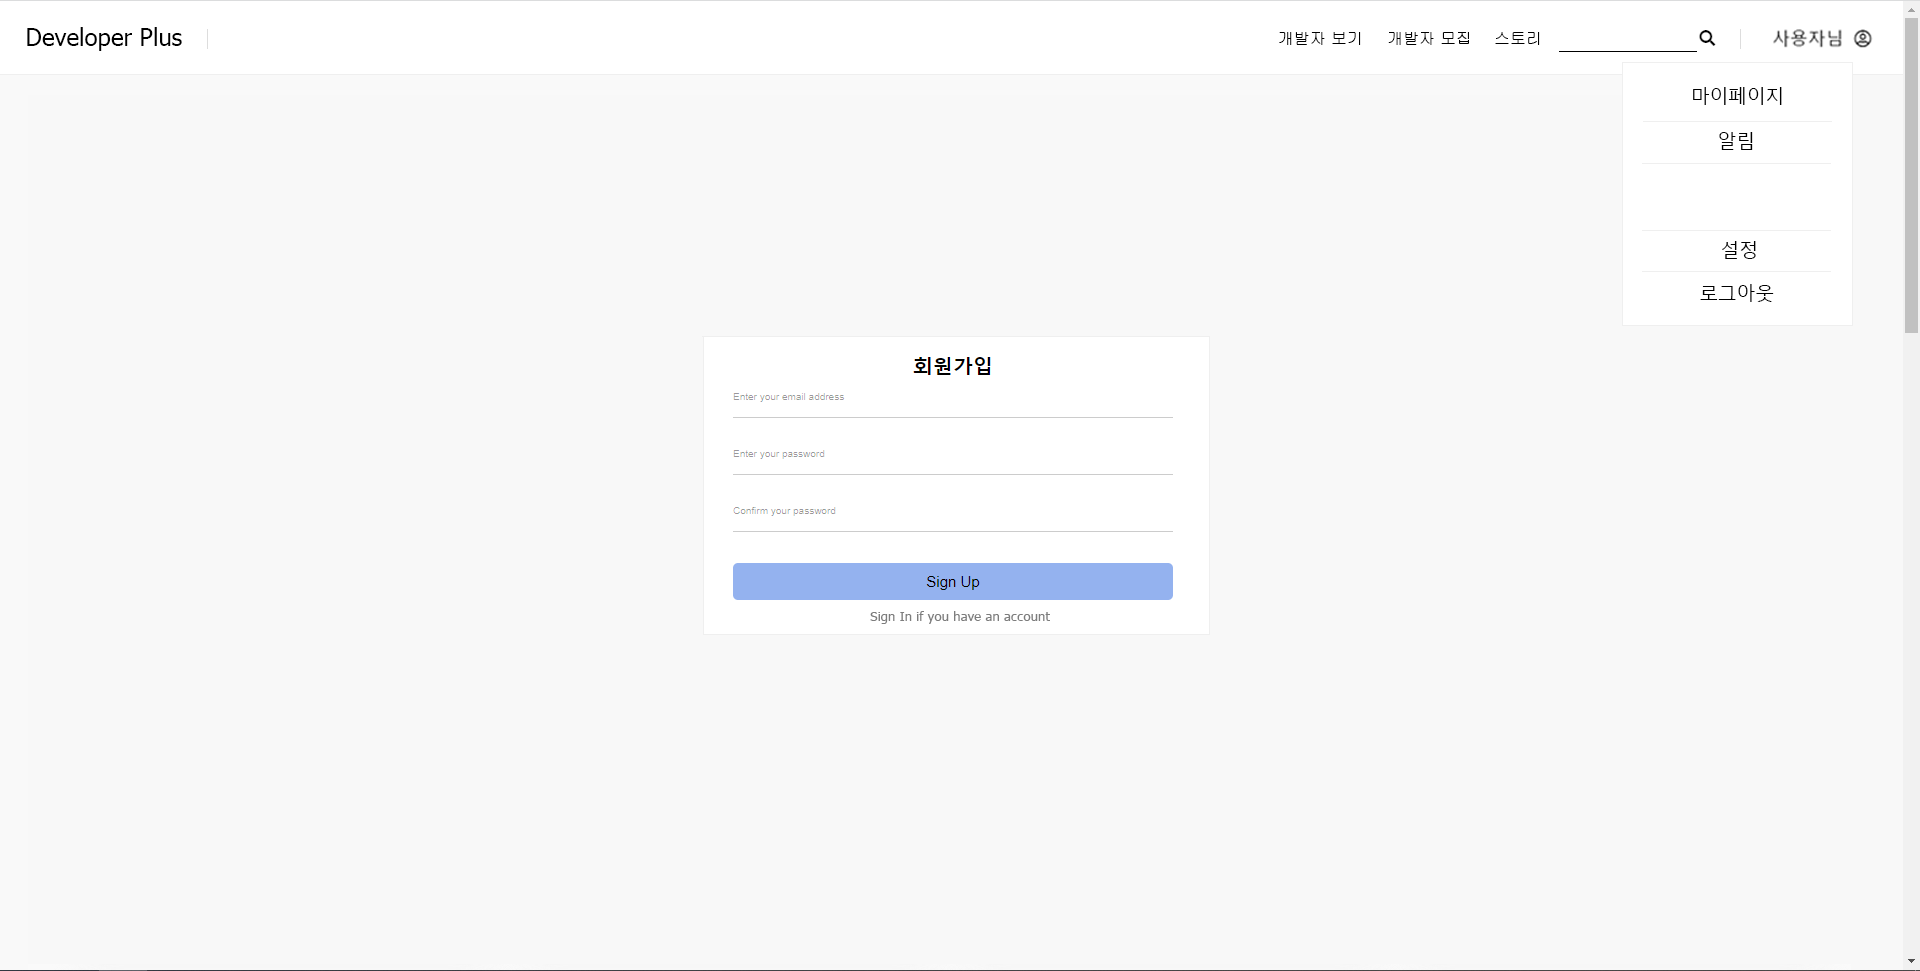 Developer Plus
개발자 보기 개발자 모집 스토리 사용자님
마이페이지
알림
설정
로그아웃
회원가입
Enter your email address
Enter your password
Confirm your password
Sign Up
Sign In if you have an account